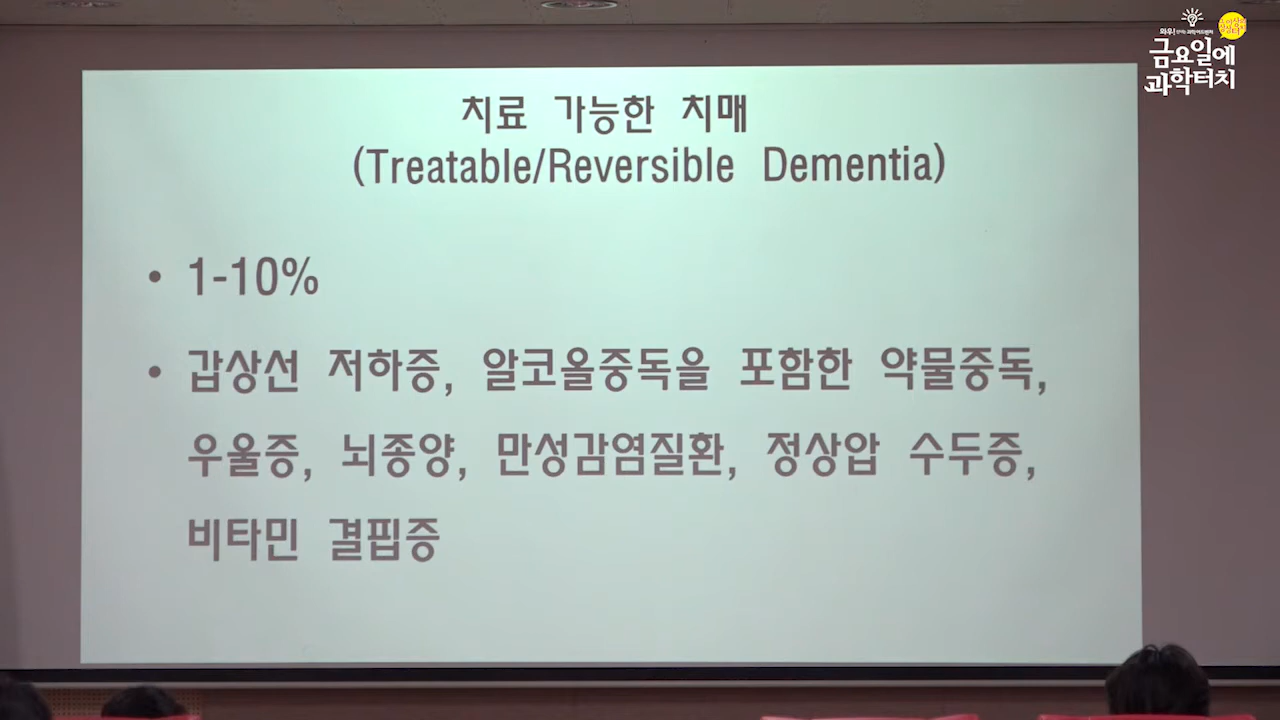 치료 가능한 치매
(Treatable/Reversible Dementia)
• 1-10%
• 갑상선 저하증, 알코올중독을 포함한 약물중독,
우울증, 뇌종양, 만성감염질환, 정상압 수두증,
비타민 결핍증
금요일에
과학터치